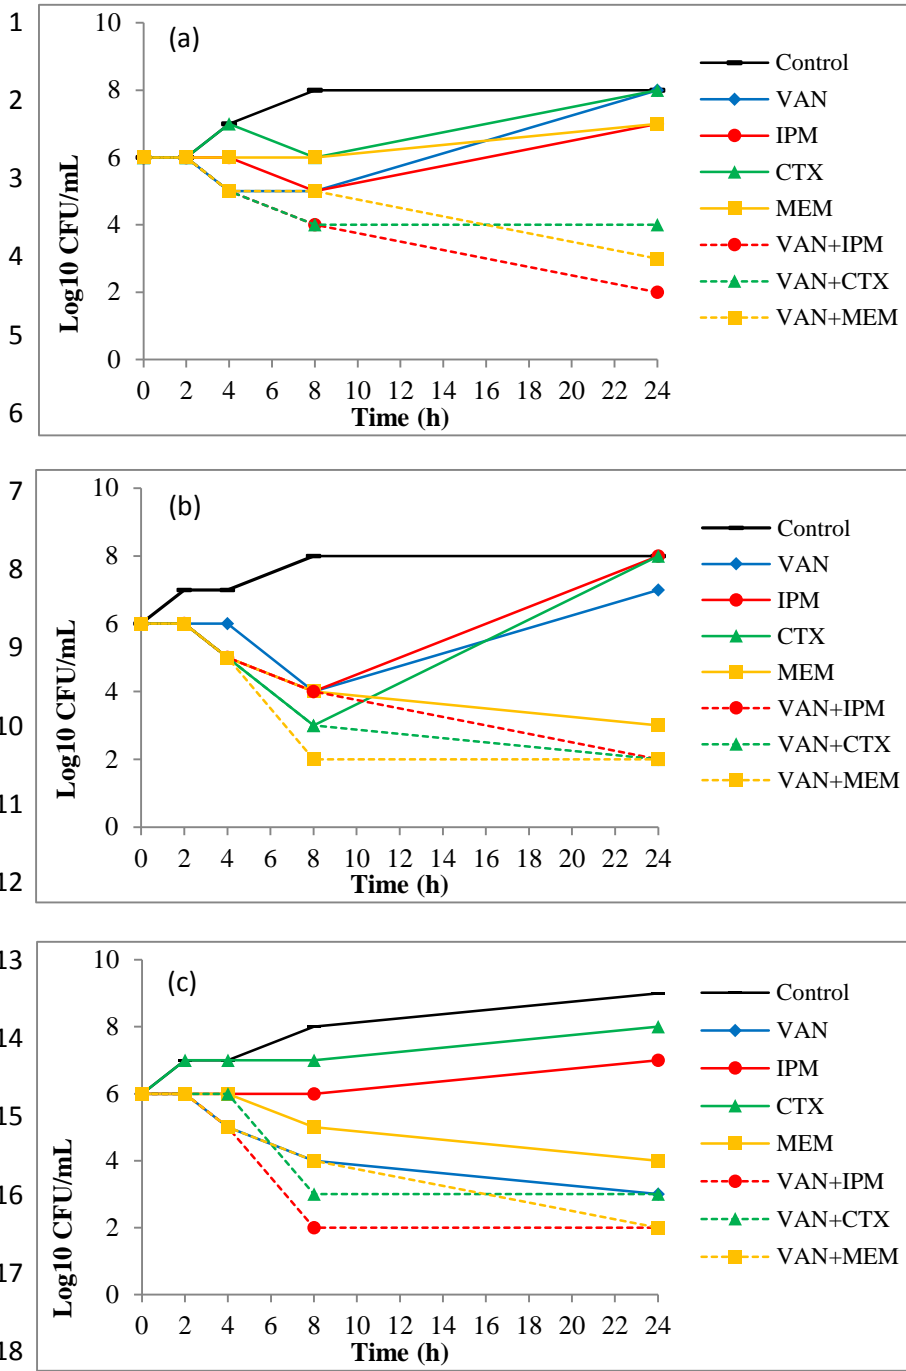 1
2
3
4
5
6
(a)
10
8
6
4
2
0
Log10 CFU/mL
0 2 4 6 8 10 12 14 16 18 20 22 24
Time (h)
Control
VAN
IPM
CTX
MEM
VAN+IPM
VAN+CTX
VAN+MEM
7
8
9
10
11
12
(b)
10
8
6
4
2
0
Log10 CFU/mL
0 2 4 6 8 10 12 14 16 18 20 22 24
Time (h)
Control
VAN
IPM
CTX
MEM
VAN+IPM
VAN+CTX
VAN+MEM
13
14
15
16
17
18
(c)
10
8
6
4
2
0
Log10 CFU/mL
0 2 4 6 8 10 12 14 16 18 20 22 24
Time (h)
Control
VAN
IPM
CTX
MEM
VAN+IPM
VAN+CTX
VAN+MEM